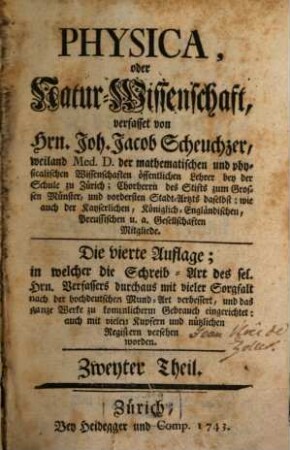 PHYSICA,
oder
Natur-Wissenschaft,
verfasset von
Hrn. Joh. Jacob Scheuchzer,
weiland Med. D. der mathematischen und phy-
sicalischen Wissenschaften öffentlichen Lehrer bey der
Schule zu Zürich; Chorherrn des Stifts zum Gros-
sen Münster, und vordersten Stadt-Arzts daselbst: wie
auch der Kayserlichen, Königlich-Engländischen,
Preussischen u. a. Gesellschaften
Mitgliede.
Die vierte Auflage;
in welcher die Schreib-Art des sel.
Hrn. Verfassers durchaus mit vieler Sorgfalt
nach der hochdeutschen Mund-Art verbessert, und das
ganze Werke zu kommlicherm Gebrauch eingerichtet:
auch mit vielen Kupfern und nützlichen
Registern versehen
worden.
Zweyter Theil.
Zürich,
Bey Heidegger und Comp. 1743.